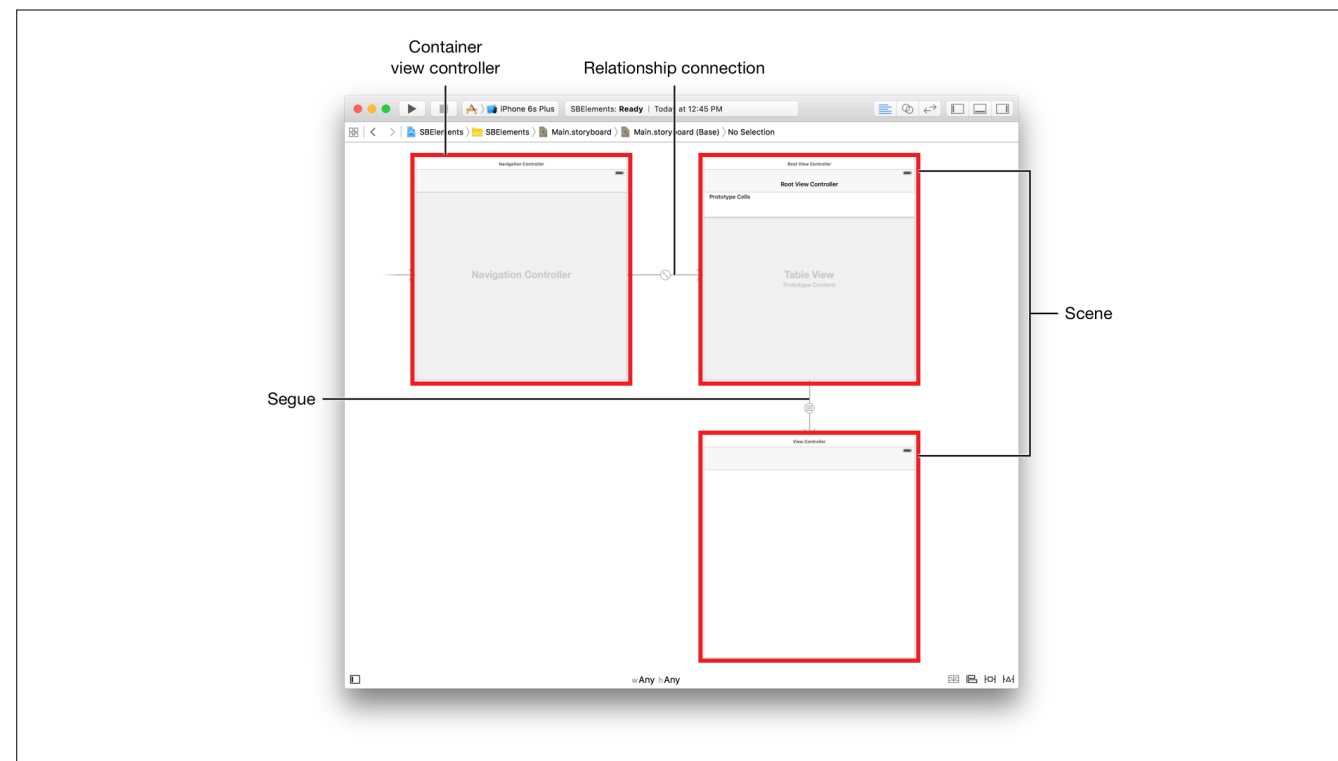 Container
view controller
Relationship connection
iPhone 6s Plus
SBElements: Ready | Today at 12:45 PM
SBElements
SBElements
Main.storyboard
Main.storyboard (Base)
No Selection
Navigation Controller
Root View Controller
Root View Controller
Prototype Cells
Navigation Controller
Table View
Prototype Content
Scene
Segue
View Controller
wAny hAny